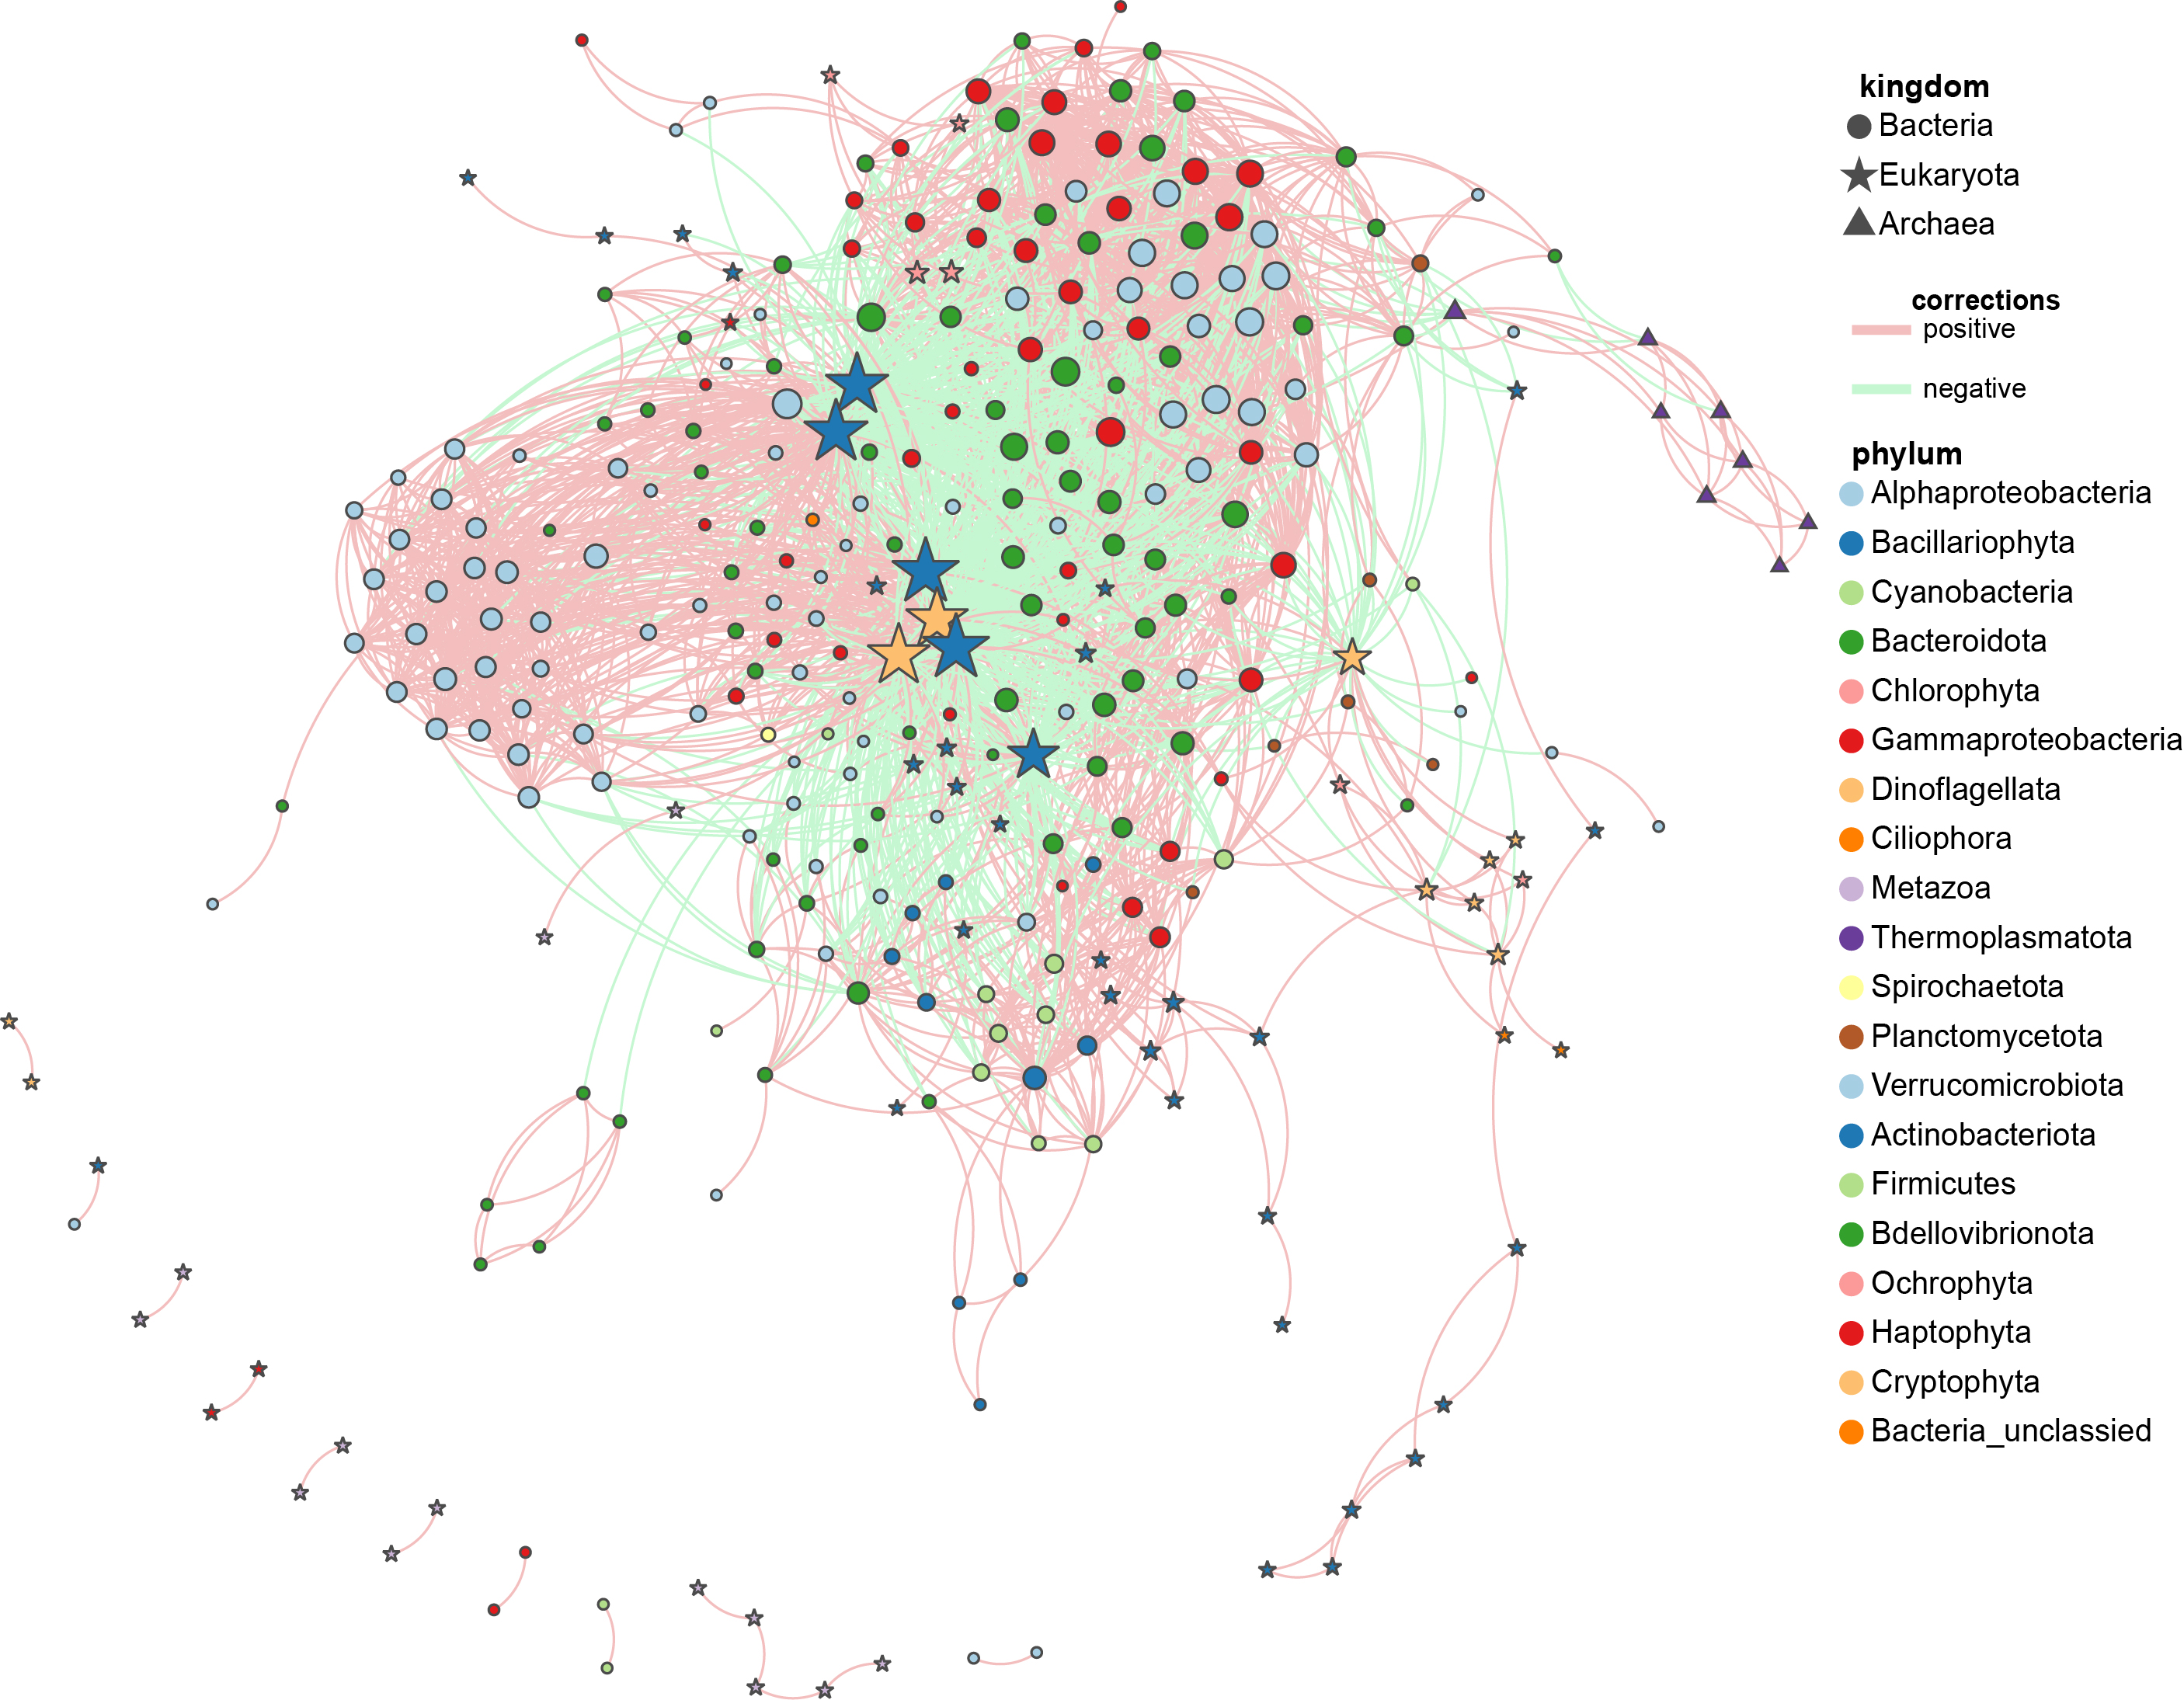 kingdom
Bacteria
Eukaryota
Archaea
corrections
positive
negative
phylum
Alphaproteobacteria
Bacillariophyta
Cyanobacteria
Bacteroidota
Chlorophyta
Gammaproteobacteria
Dinoflagellata
Ciliophora
Metazoa
Thermoplasmatota
Spirochaetota
Planctomycetota
Verrucomicrobiota
Actinobacteriota
Firmicutes
Bdellovibrionota
Ochrophyta
Haptophyta
Cryptophyta
Bacteria_unclassied